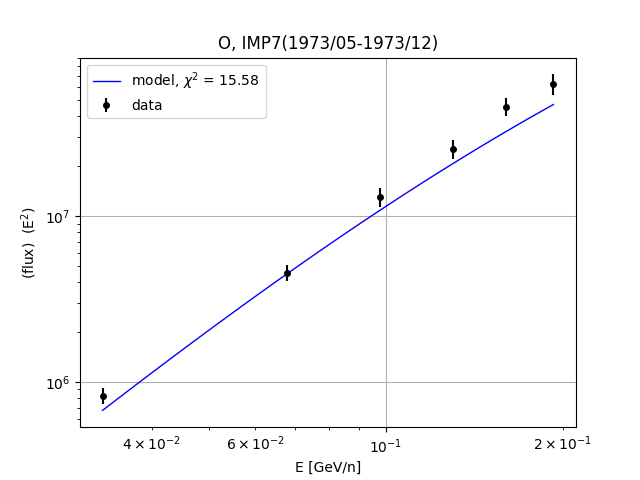 O, IMP7(1973/05-1973/12)
model, χ² = 15.58
data
(flux) (E²)
10⁷
10⁶
4 × 10⁻²
6 × 10⁻²
10⁻¹
2 × 10⁻¹
E [GeV/n]